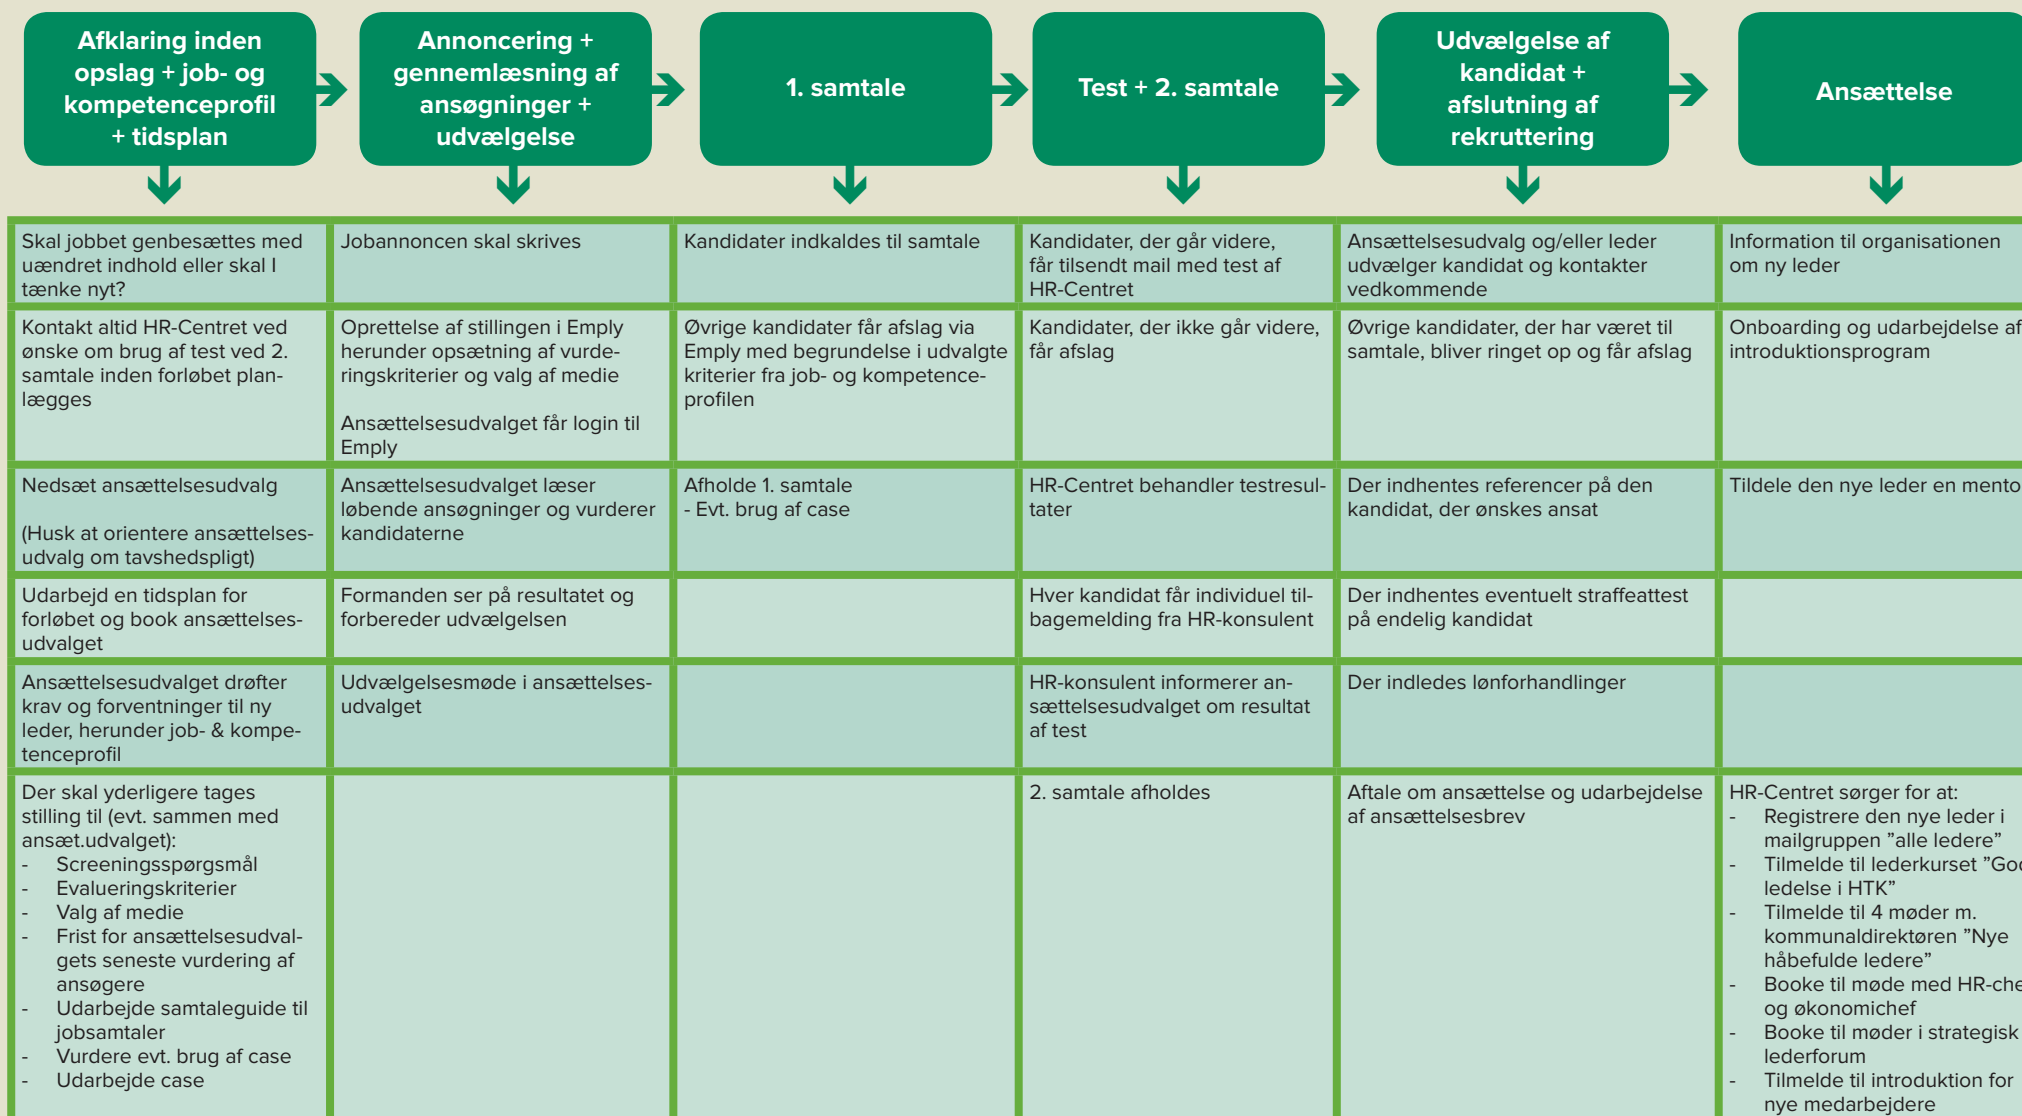 Afklaring inden
opslag + job- og
kompetenceprofil
+ tidsplan
Annoncering +
gennemlæsning af
ansøgninger +
udvælgelse
1. samtale
Test + 2. samtale
Udvælgelse af
kandidat +
afslutning af
rekruttering
Ansættelse
Skal jobbet genbesættes med
uændret indhold eller skal I
tænke nyt?
Jobannoncen skal skrives
Kandidater indkaldes til samtale
Kandidater, der går videre,
får tilsendt mail med test af
HR-Centret
Ansættelsesudvalg og/eller leder
udvælger kandidat og kontakter
vedkommende
Information til organisationen
om ny leder
Kontakt altid HR-Centret ved
ønske om brug af test ved 2.
samtale inden forløbet plan-
lægges
Oprettelse af stillingen i Emply
herunder opsætning af vurde-
ringskriterier og valg af medie
Ansættelsesudvalget får login til
Emply
Øvrige kandidater får afslag via
Emply med begrundelse i udvalgte
kriterier fra job- og kompetence-
profilen
Kandidater, der ikke går videre,
får afslag
Øvrige kandidater, der har været til
samtale, bliver ringet op og får afslag
Onboarding og udarbejdelse af
introduktionsprogram
Nedsæt ansættelsesudvalg
(Husk at orientere ansættelses-
udvalg om tavshedspligt)
Ansættelsesudvalget læser
løbende ansøgninger og vurderer
kandidaterne
Afholde 1. samtale
- Evt. brug af case
HR-Centret behandler testresul-
tater
Der indhentes referencer på den
kandidat, der ønskes ansat
Tildele den nye leder en mento
Udarbejd en tidsplan for
forløbet og book ansættelses-
udvalget
Formanden ser på resultatet og
forbereder udvælgelsen
Hver kandidat får individuel til-
bagemelding fra HR-konsulent
Der indhentes eventuelt straffeattest
på endelig kandidat
Ansættelsesudvalget drøfter
krav og forventninger til ny
leder, herunder job- & kompe-
tenceprofil
Udvælgelsesmøde i ansættelses-
udvalget
HR-konsulent informerer an-
sættelsesudvalget om resultat
af test
Der indledes lønforhandlinger
Der skal yderligere tages
stilling til (evt. sammen med
ansæt.udvalget):
- Screeningsspørgsmål
- Evalueringskriterier
- Valg af medie
- Frist for ansættelsesudval-
gets seneste vurdering af
ansøgere
- Udarbejde samtaleguide til
jobsamtaler
- Vurdere evt. brug af case
- Udarbejde case
2. samtale afholdes
Aftale om ansættelse og udarbejdelse
af ansættelsesbrev
HR-Centret sørger for at:
- Registrere den nye leder i
mailgruppen ”alle ledere”
- Tilmelde til lederkurset ”Go
ledelse i HTK”
- Tilmelde til 4 møder m.
kommunaldirektøren ”Nye
håbefulde ledere”
- Booke til møde med HR-che
og økonomichef
- Booke til møder i strategisk
lederforum
- Tilmelde til introduktion for
nye medarbejdere